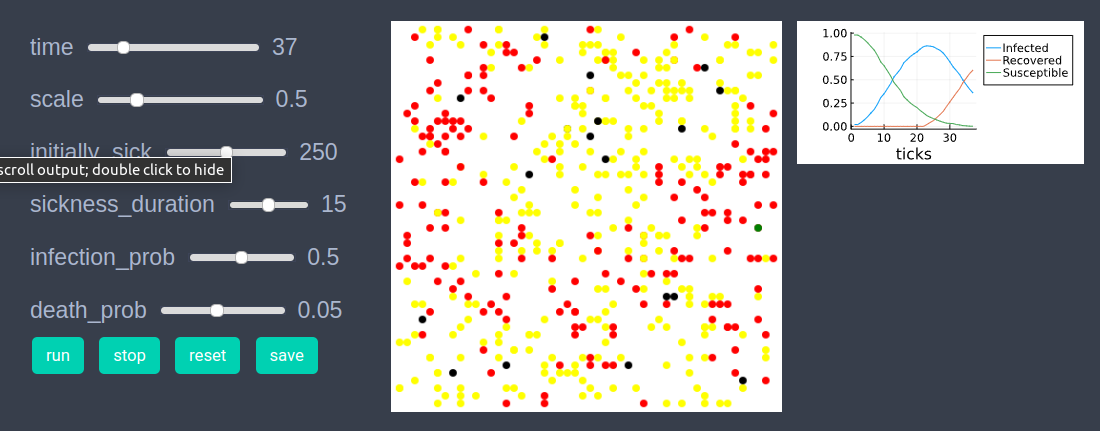 time 37
scale 0.5
initially_sick 250
scroll output; double click to hide
sickness_duration 15
infection_prob 0.5
death_prob 0.05
run stop reset save
1.00
0.75
0.50
0.25
0.00
0 10 20 30
ticks
Infected
Recovered
Susceptible